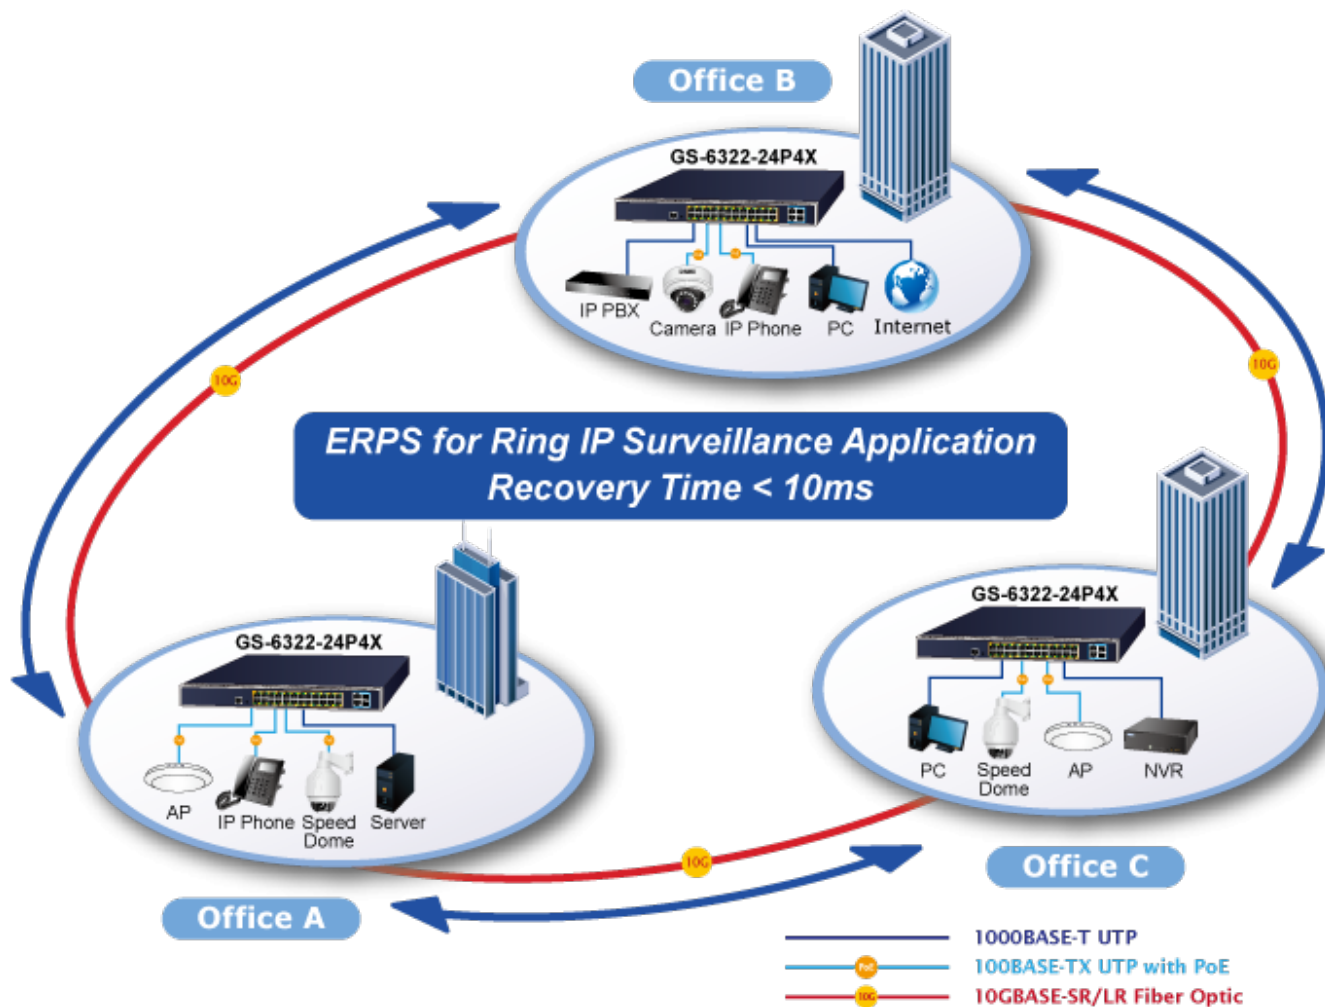 Office B
GS-6322-24P4X
IP PBX
Camera
IP Phone
PC
Internet
10G
10G
ERPS for Ring IP Surveillance Application
Recovery Time < 10ms
GS-6322-24P4X
AP
IP Phone
Speed
Dome
Server
GS-6322-24P4X
PC
Speed
Dome
AP
NVR
10G
Office A
Office C
1000BASE-T UTP
PoE
100BASE-TX UTP with PoE
10G
10GBASE-SR/LR Fiber Optic